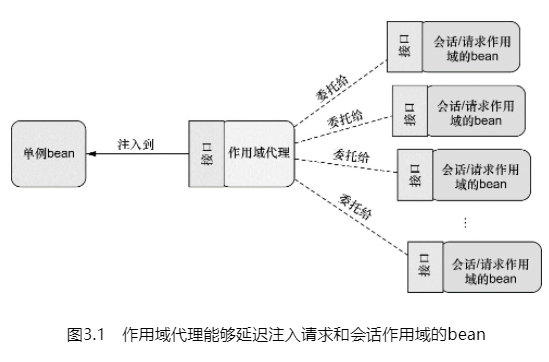 单例bean
注入到
接口
作用域代理
委托给
委托给
委托给
委托给
接口
会话/请求作用
域的bean
接口
会话/请求作用
域的bean
接口
会话/请求作用
域的bean
...
接口
会话/请求作用
域的bean
图3.1 作用域代理能够延迟注入请求和会话作用域的bean